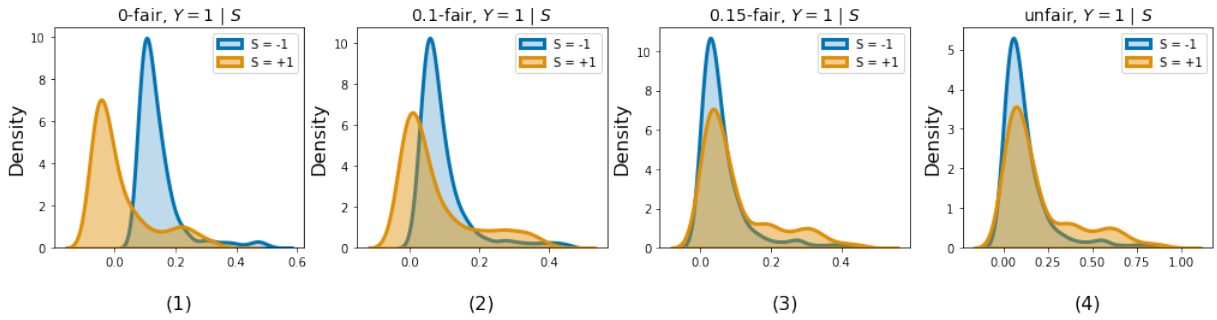 0-fair, Y = 1 | S
S = -1
S = +1
Density
10
8
6
4
2
0
0.0 0.2 0.4 0.6
(1)
0.1-fair, Y = 1 | S
S = -1
S = +1
Density
10
8
6
4
2
0
0.0 0.2 0.4
(2)
0.15-fair, Y = 1 | S
S = -1
S = +1
Density
10
8
6
4
2
0
0.0 0.2 0.4
(3)
unfair, Y = 1 | S
S = -1
S = +1
Density
5
4
3
2
1
0
0.00 0.25 0.50 0.75 1.00
(4)